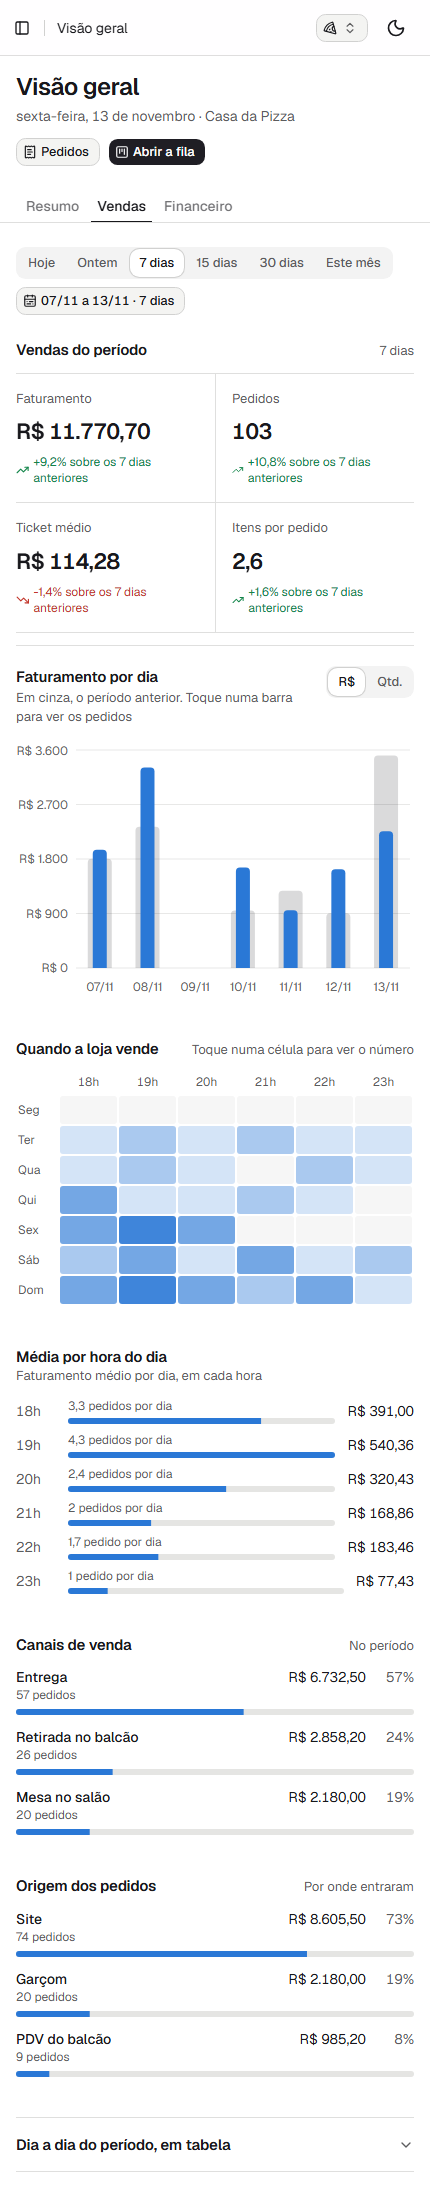 Visão geral
Visão geral
sexta-feira, 13 de novembro · Casa da Pizza
Pedidos
Abrir a fila
Resumo
Vendas
Financeiro
Hoje
Ontem
7 dias
15 dias
30 dias
Este mês
07/11 a 13/11 · 7 dias
Vendas do período
7 dias
Faturamento
R$ 11.770,70
+9,2% sobre os 7 dias
anteriores
Pedidos
103
+10,8% sobre os 7 dias
anteriores
Ticket médio
R$ 114,28
-1,4% sobre os 7 dias
anteriores
Itens por pedido
2,6
+1,6% sobre os 7 dias
anteriores
Faturamento por dia
Em cinza, o período anterior. Toque numa barra
para ver os pedidos
R$
Qtd.
R$ 3.600
R$ 2.700
R$ 1.800
R$ 900
R$ 0
07/11
08/11
09/11
10/11
11/11
12/11
13/11
Quando a loja vende
Toque numa célula para ver o número
18h
19h
20h
21h
22h
23h
Seg
Ter
Qua
Qui
Sex
Sáb
Dom
Média por hora do dia
Faturamento médio por dia, em cada hora
18h
3,3 pedidos por dia
R$ 391,00
19h
4,3 pedidos por dia
R$ 540,36
20h
2,4 pedidos por dia
R$ 320,43
21h
2 pedidos por dia
R$ 168,86
22h
1,7 pedido por dia
R$ 183,46
23h
1 pedido por dia
R$ 77,43
Canais de venda
No período
Entrega
R$ 6.732,50
57%
57 pedidos
Retirada no balcão
R$ 2.858,20
24%
26 pedidos
Mesa no salão
R$ 2.180,00
19%
20 pedidos
Origem dos pedidos
Por onde entraram
Site
R$ 8.605,50
73%
74 pedidos
Garçom
R$ 2.180,00
19%
20 pedidos
PDV do balcão
R$ 985,20
8%
9 pedidos
Dia a dia do período, em tabela